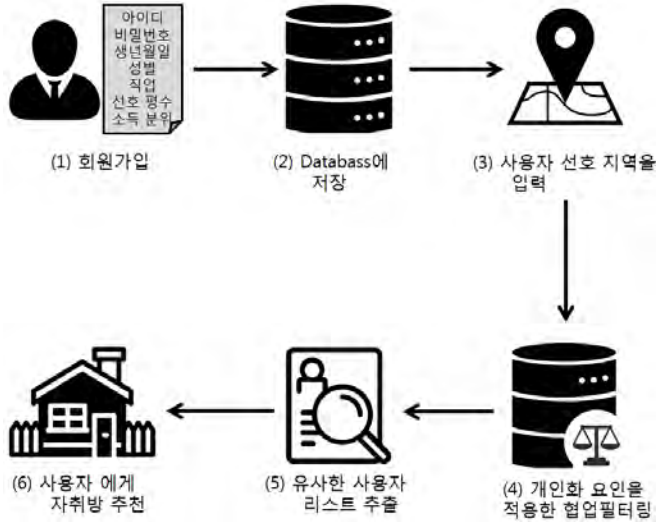 아이디
비밀번호
생년월일
성별
직업
선호 평수
소득 분위
(1) 회원가입
(2) Databass에
저장
(3) 사용자 선호 지역을
입력
(4) 개인화 요인을
적용한 협업필터링
(5) 유사한 사용자
리스트 추출
(6) 사용자 에게
자취방 추천